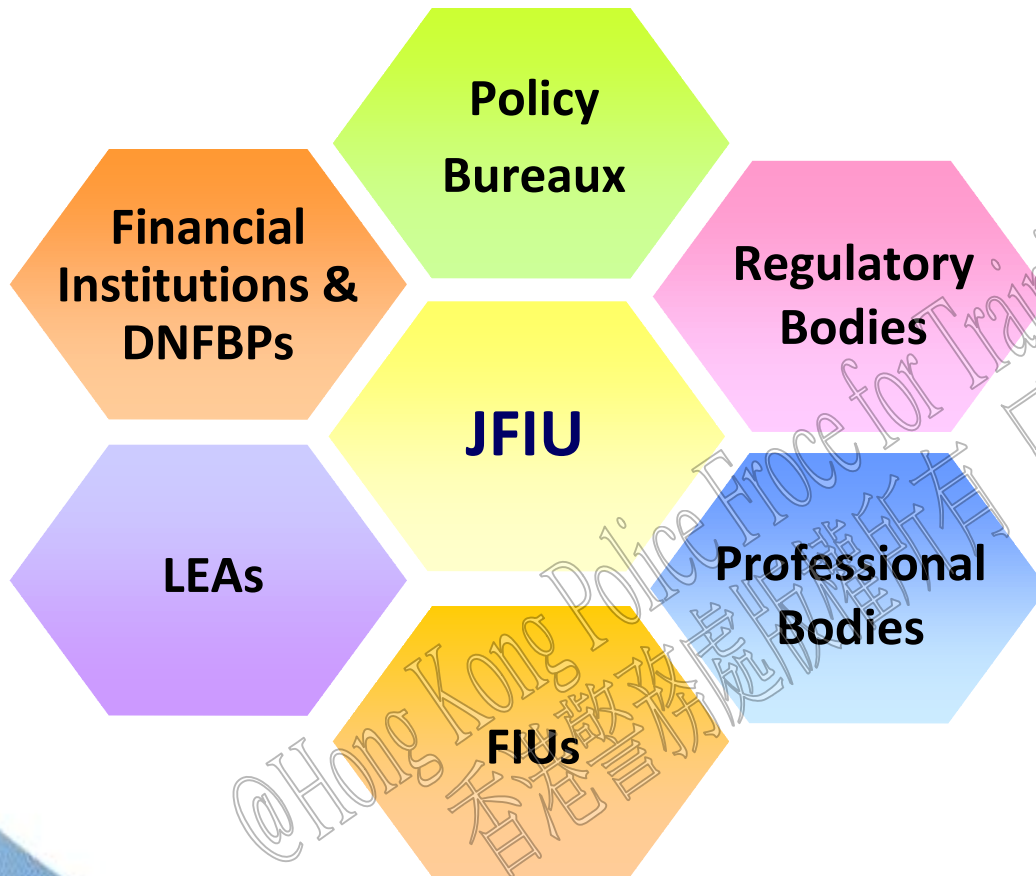 Policy
Bureaux
Financial
Institutions &
DNFBPs
Regulatory
Bodies
JFIU
LEAs
Professional
Bodies
FIUs
@Hong Kong Police Froce for Train
香港警務處版權所有